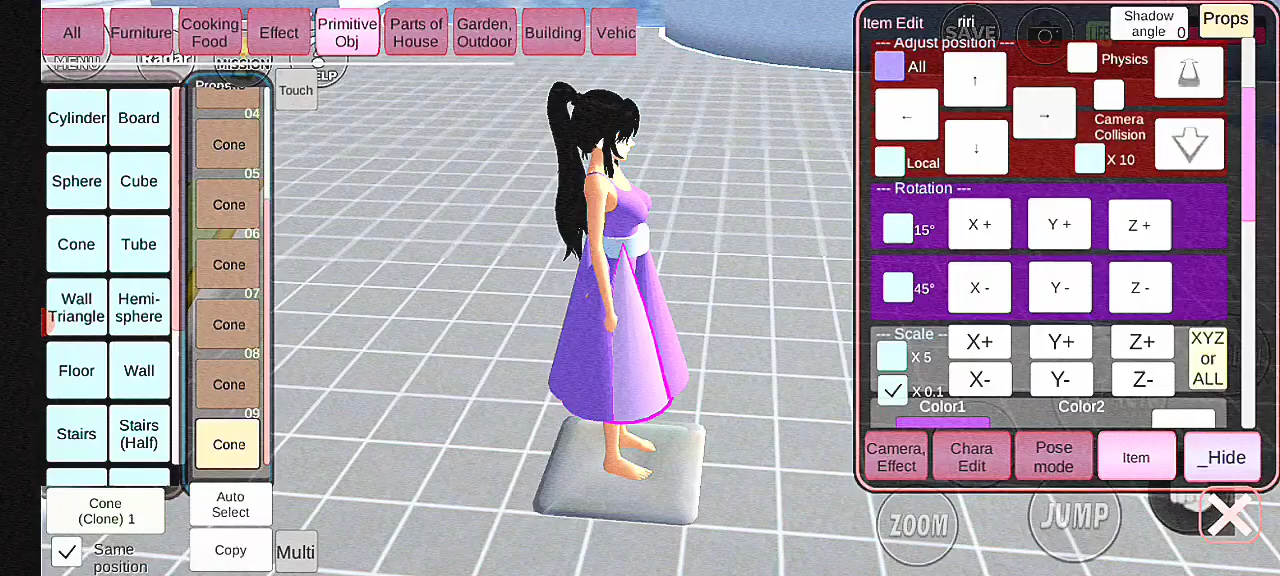 All
Furniture
Cooking
Food
Effect
Primitive
Obj
Parts of
House
Garden,
Outdoor
Building
Vehic
MENU
Radar
MISSION
Touch
Cylinder
Board
Sphere
Cube
Cone
Tube
Wall
Triangle
Hemi-
sphere
Floor
Wall
Stairs
Stairs
(Half)
Props
04
Cone
05
Cone
06
Cone
07
Cone
08
Cone
09
Cone
Cone
(Clone) 1
Same
position
Auto
Select
Copy
Multi
Item Edit
riri
SAVE
Shadow
angle
0
Props
--- Adjust position ---
All
↑
←
→
↓
Physics
Camera
Collision
Local
X 10
--- Rotation ---
15°
X +
Y +
Z +
45°
X -
Y -
Z -
--- Scale ---
X 5
X+
Y+
Z+
X 0.1
X-
Y-
Z-
XYZ
or
ALL
Color1
Color2
Camera,
Effect
Chara
Edit
Pose
mode
Item
_Hide
ZOOM
JUMP